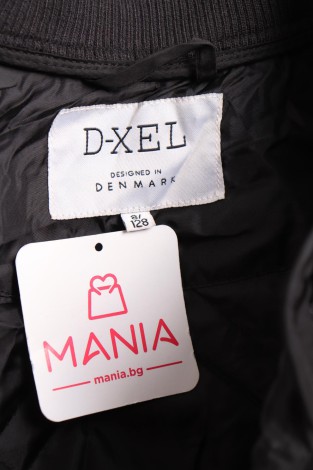 D-XEL
DESIGNED IN
DENMARK
8/
128
MANIA
mania.bg